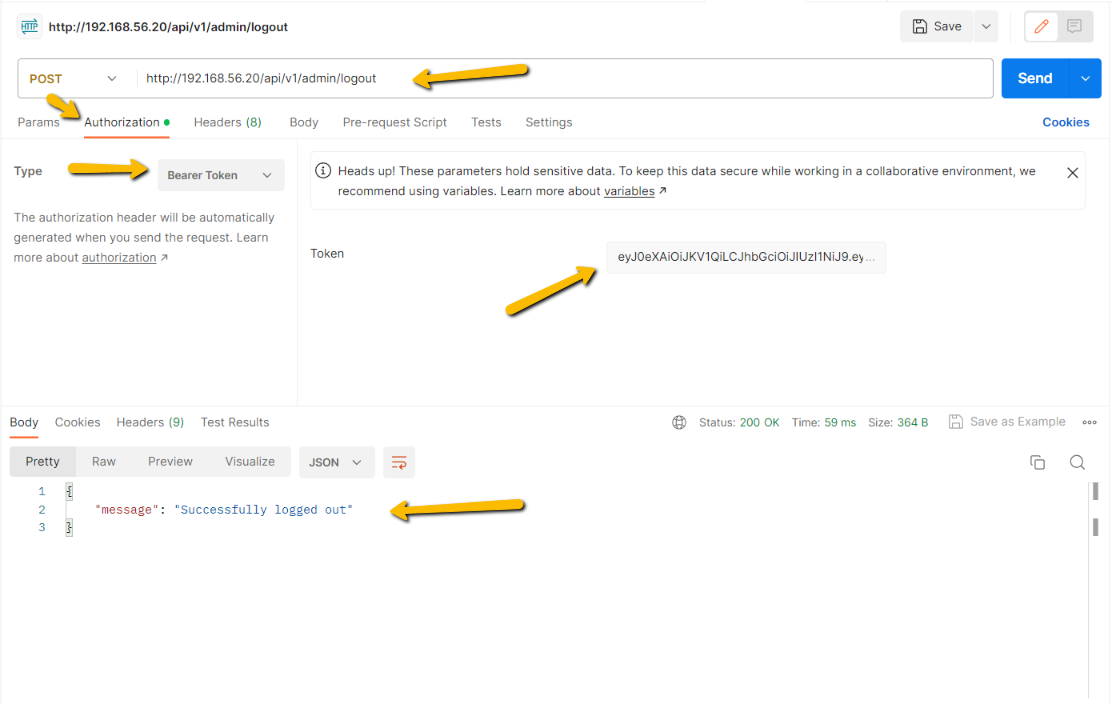 HTTP http://192.168.56.20/api/v1/admin/logout Save
POST http://192.168.56.20/api/v1/admin/logout Send
Params Authorization Headers (8) Body Pre-request Script Tests Settings Cookies
Type Bearer Token
The authorization header will be automatically
generated when you send the request. Learn
more about authorization ↗
Heads up! These parameters hold sensitive data. To keep this data secure while working in a collaborative environment, we
recommend using variables. Learn more about variables ↗
Token eyJ0eXAiOiJKV1QiLCJhbGciOiJIUzI1NiJ9.ey...
Body Cookies Headers (9) Test Results Status: 200 OK Time: 59 ms Size: 364 B Save as Example
Pretty Raw Preview Visualize JSON
1 {
2 "message": "Successfully logged out"
3 }